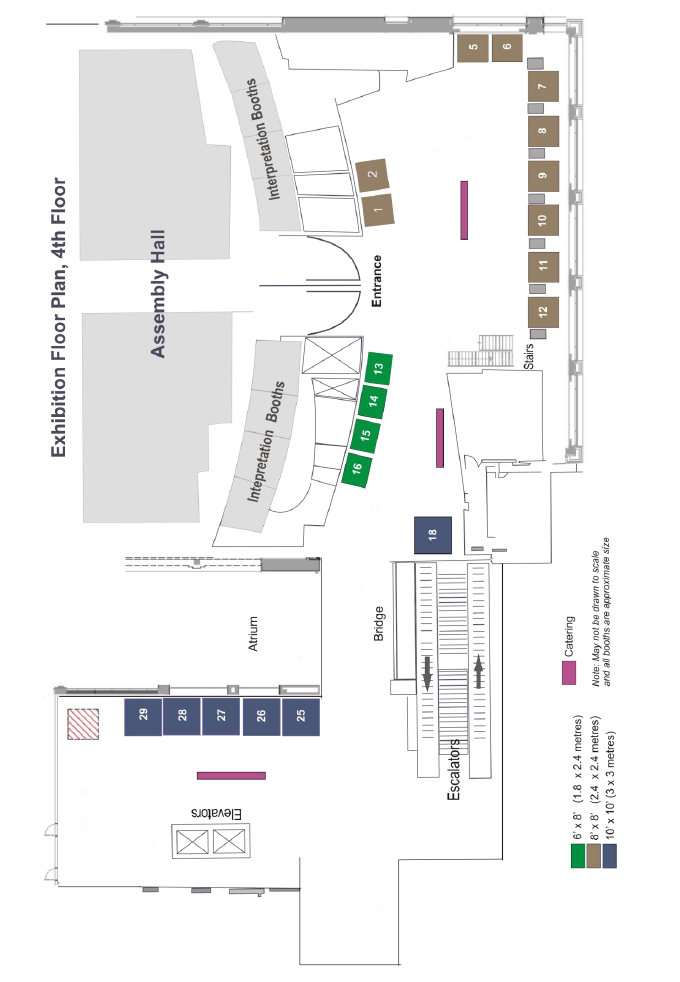 Exhibition Floor Plan, 4th Floor
Assembly Hall
Interpretation Booths
Intepretation Booths
Entrance
Stairs
Atrium
Bridge
Elevators
Escalators
1
2
5
6
7
8
9
10
11
12
13
14
15
16
18
25
26
27
28
29
6' x 8' (1.8 x 2.4 metres)
8' x 8' (2.4 x 2.4 metres)
10' x 10' (3 x 3 metres)
Catering
Note: May not be drawn to scale
and all booths are approximate size